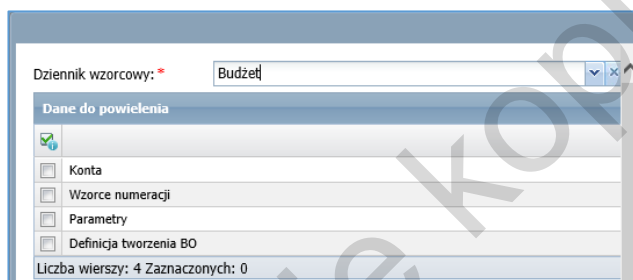 Dziennik wzorcowy: * Budżet
Dane do powielenia
Konta
Wzorce numeracji
Parametry
Definicja tworzenia BO
Liczba wierszy: 4 Zaznaczonych: 0